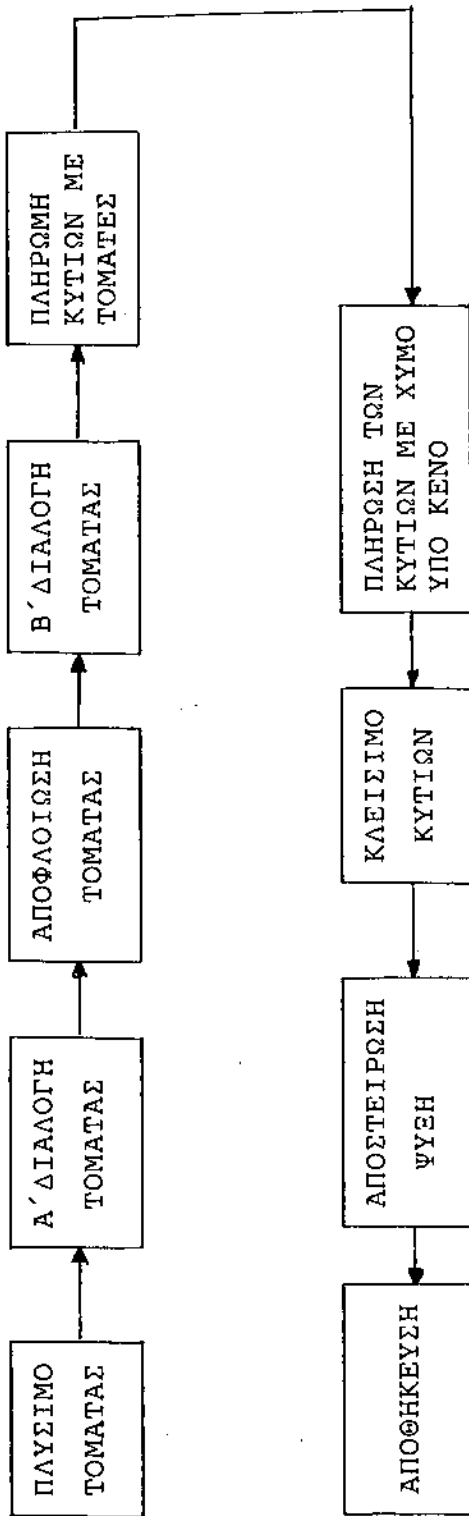 ΠΛΥΣΙΜΟ
ΤΟΜΑΤΑΣ
Α΄ΔΙΑΛΟΓΗ
ΤΟΜΑΤΑΣ
ΑΠΟΦΛΟΙΩΣΗ
ΤΟΜΑΤΑΣ
Β΄ΔΙΑΛΟΓΗ
ΤΟΜΑΤΑΣ
ΠΛΗΡΩΜΗ
ΚΥΤΙΩΝ ΜΕ
ΤΟΜΑΤΕΣ
ΠΛΗΡΩΣΗ ΤΩΝ
ΚΥΤΙΩΝ ΜΕ ΧΥΜΟ
ΥΠΟ ΚΕΝΟ
ΚΛΕΙΣΙΜΟ
ΚΥΤΙΩΝ
ΑΠΟΣΤΕΙΡΩΣΗ
ΨΥΞΗ
ΑΠΟΘΗΚΕΥΣΗ